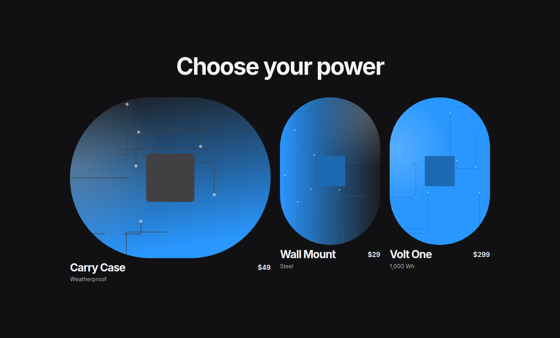 Choose your power
Carry Case
$49
Weatherproof
Wall Mount
$29
Steel
Volt One
$299
1,000 Wh